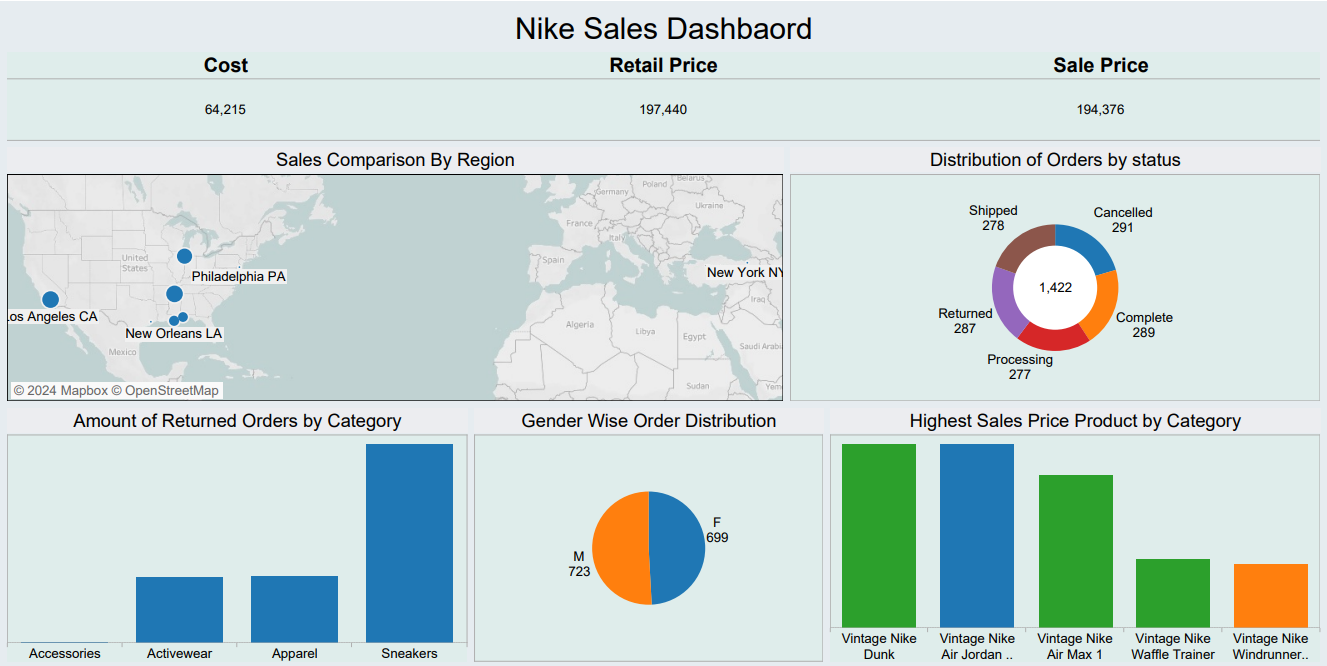 Nike Sales Dashbaord
Cost
Retail Price
Sale Price
64,215
197,440
194,376
Sales Comparison By Region
Poland
Belarus
Germany
Ukraine
France
Italy
Spain
United
States
Philadelphia PA
New York NY
Los Angeles CA
New Orleans LA
Mexico
Iraq
Algeria
Libya
Egypt
Saudi Arabi
Sudan
Yem
© 2024 Mapbox © OpenStreetMap
Distribution of Orders by status
Shipped
278
Cancelled
291
1,422
Returned
287
Complete
289
Processing
277
Amount of Returned Orders by Category
Accessories
Activewear
Apparel
Sneakers
Gender Wise Order Distribution
F
699
M
723
Highest Sales Price Product by Category
Vintage Nike
Dunk
Vintage Nike
Air Jordan ..
Vintage Nike
Air Max 1
Vintage Nike
Waffle Trainer
Vintage Nike
Windrunner..